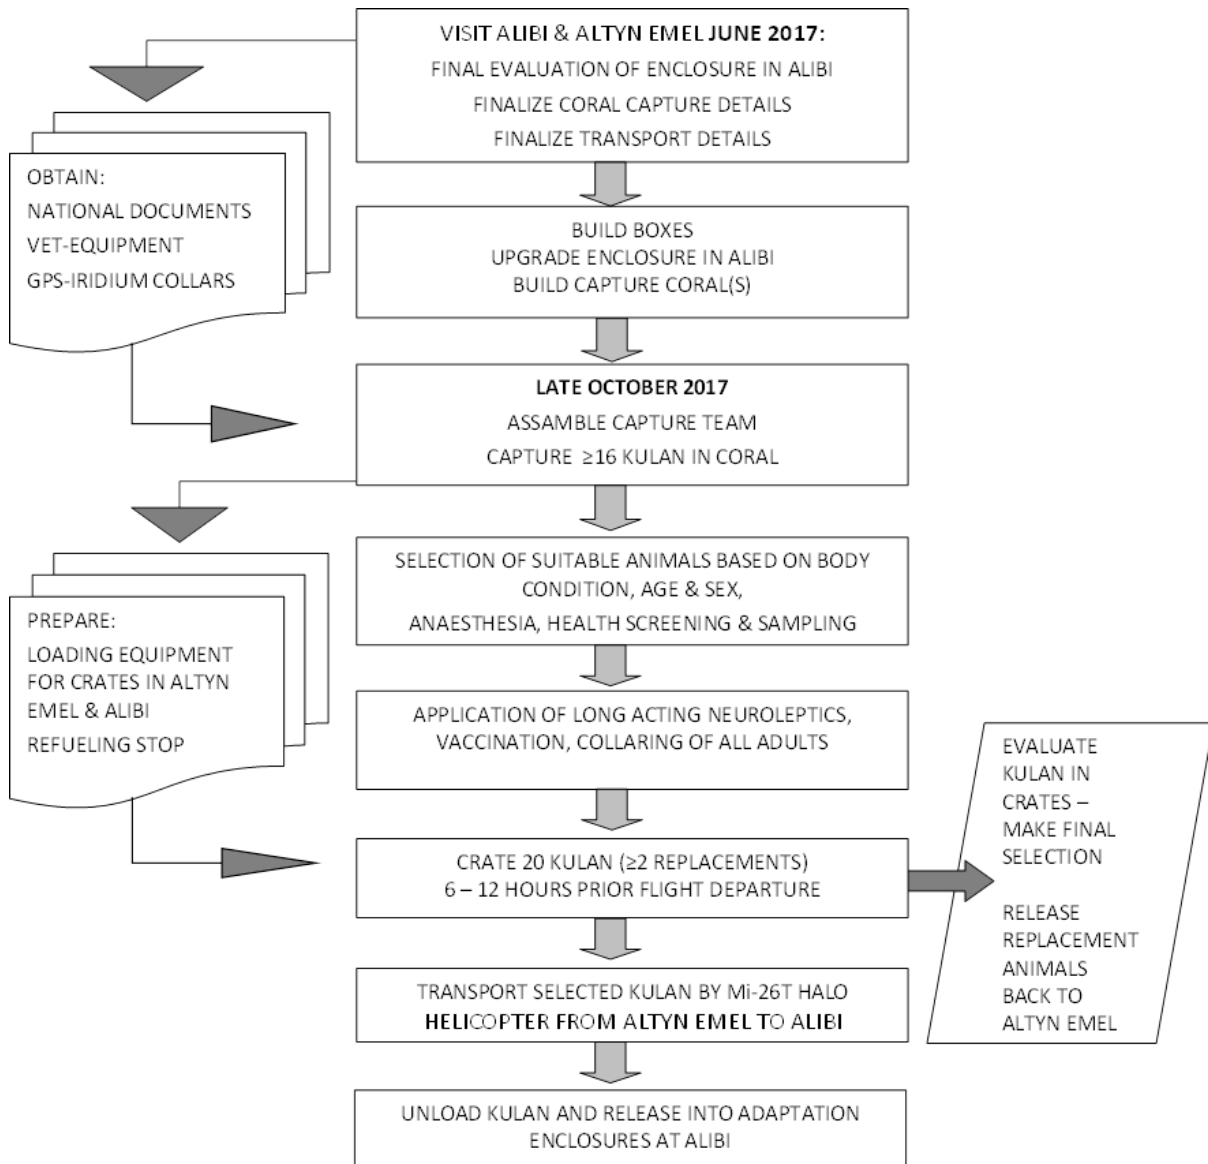 VISIT ALIBI & ALTYN EMEL JUNE 2017:
FINAL EVALUATION OF ENCLOSURE IN ALIBI
FINALIZE CORAL CAPTURE DETAILS
FINALIZE TRANSPORT DETAILS
OBTAIN:
NATIONAL DOCUMENTS
VET-EQUIPMENT
GPS-IRIDIUM COLLARS
BUILD BOXES
UPGRADE ENCLOSURE IN ALIBI
BUILD CAPTURE CORAL(S)
LATE OCTOBER 2017
ASSAMBLE CAPTURE TEAM
CAPTURE ≥16 KULAN IN CORAL
SELECTION OF SUITABLE ANIMALS BASED ON BODY
CONDITION, AGE & SEX,
ANAESTHESIA, HEALTH SCREENING & SAMPLING
PREPARE:
LOADING EQUIPMENT
FOR CRATES IN ALTYN
EMEL & ALIBI
REFUELING STOP
APPLICATION OF LONG ACTING NEUROLEPTICS,
VACCINATION, COLLARING OF ALL ADULTS
CRATE 20 KULAN (≥2 REPLACEMENTS)
6 – 12 HOURS PRIOR FLIGHT DEPARTURE
EVALUATE
KULAN IN
CRATES –
MAKE FINAL
SELECTION
RELEASE
REPLACEMENT
ANIMALS
BACK TO
ALTYN EMEL
TRANSPORT SELECTED KULAN BY Mi-26T HALO
HELICOPTER FROM ALTYN EMEL TO ALIBI
UNLOAD KULAN AND RELEASE INTO ADAPTATION
ENCLOSURES AT ALIBI